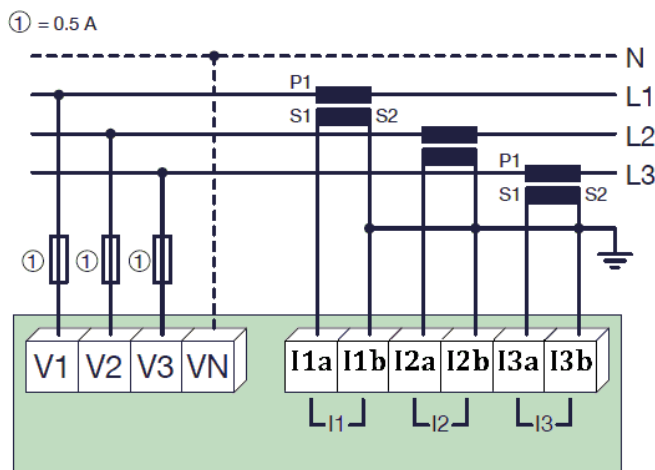 ① = 0.5 A
N
P1
L1
S1 S2
L2
P1
L3
S1 S2
① ① ①
V1 V2 V3 VN I1a I1b I2a I2b I3a I3b
I1 I2 I3